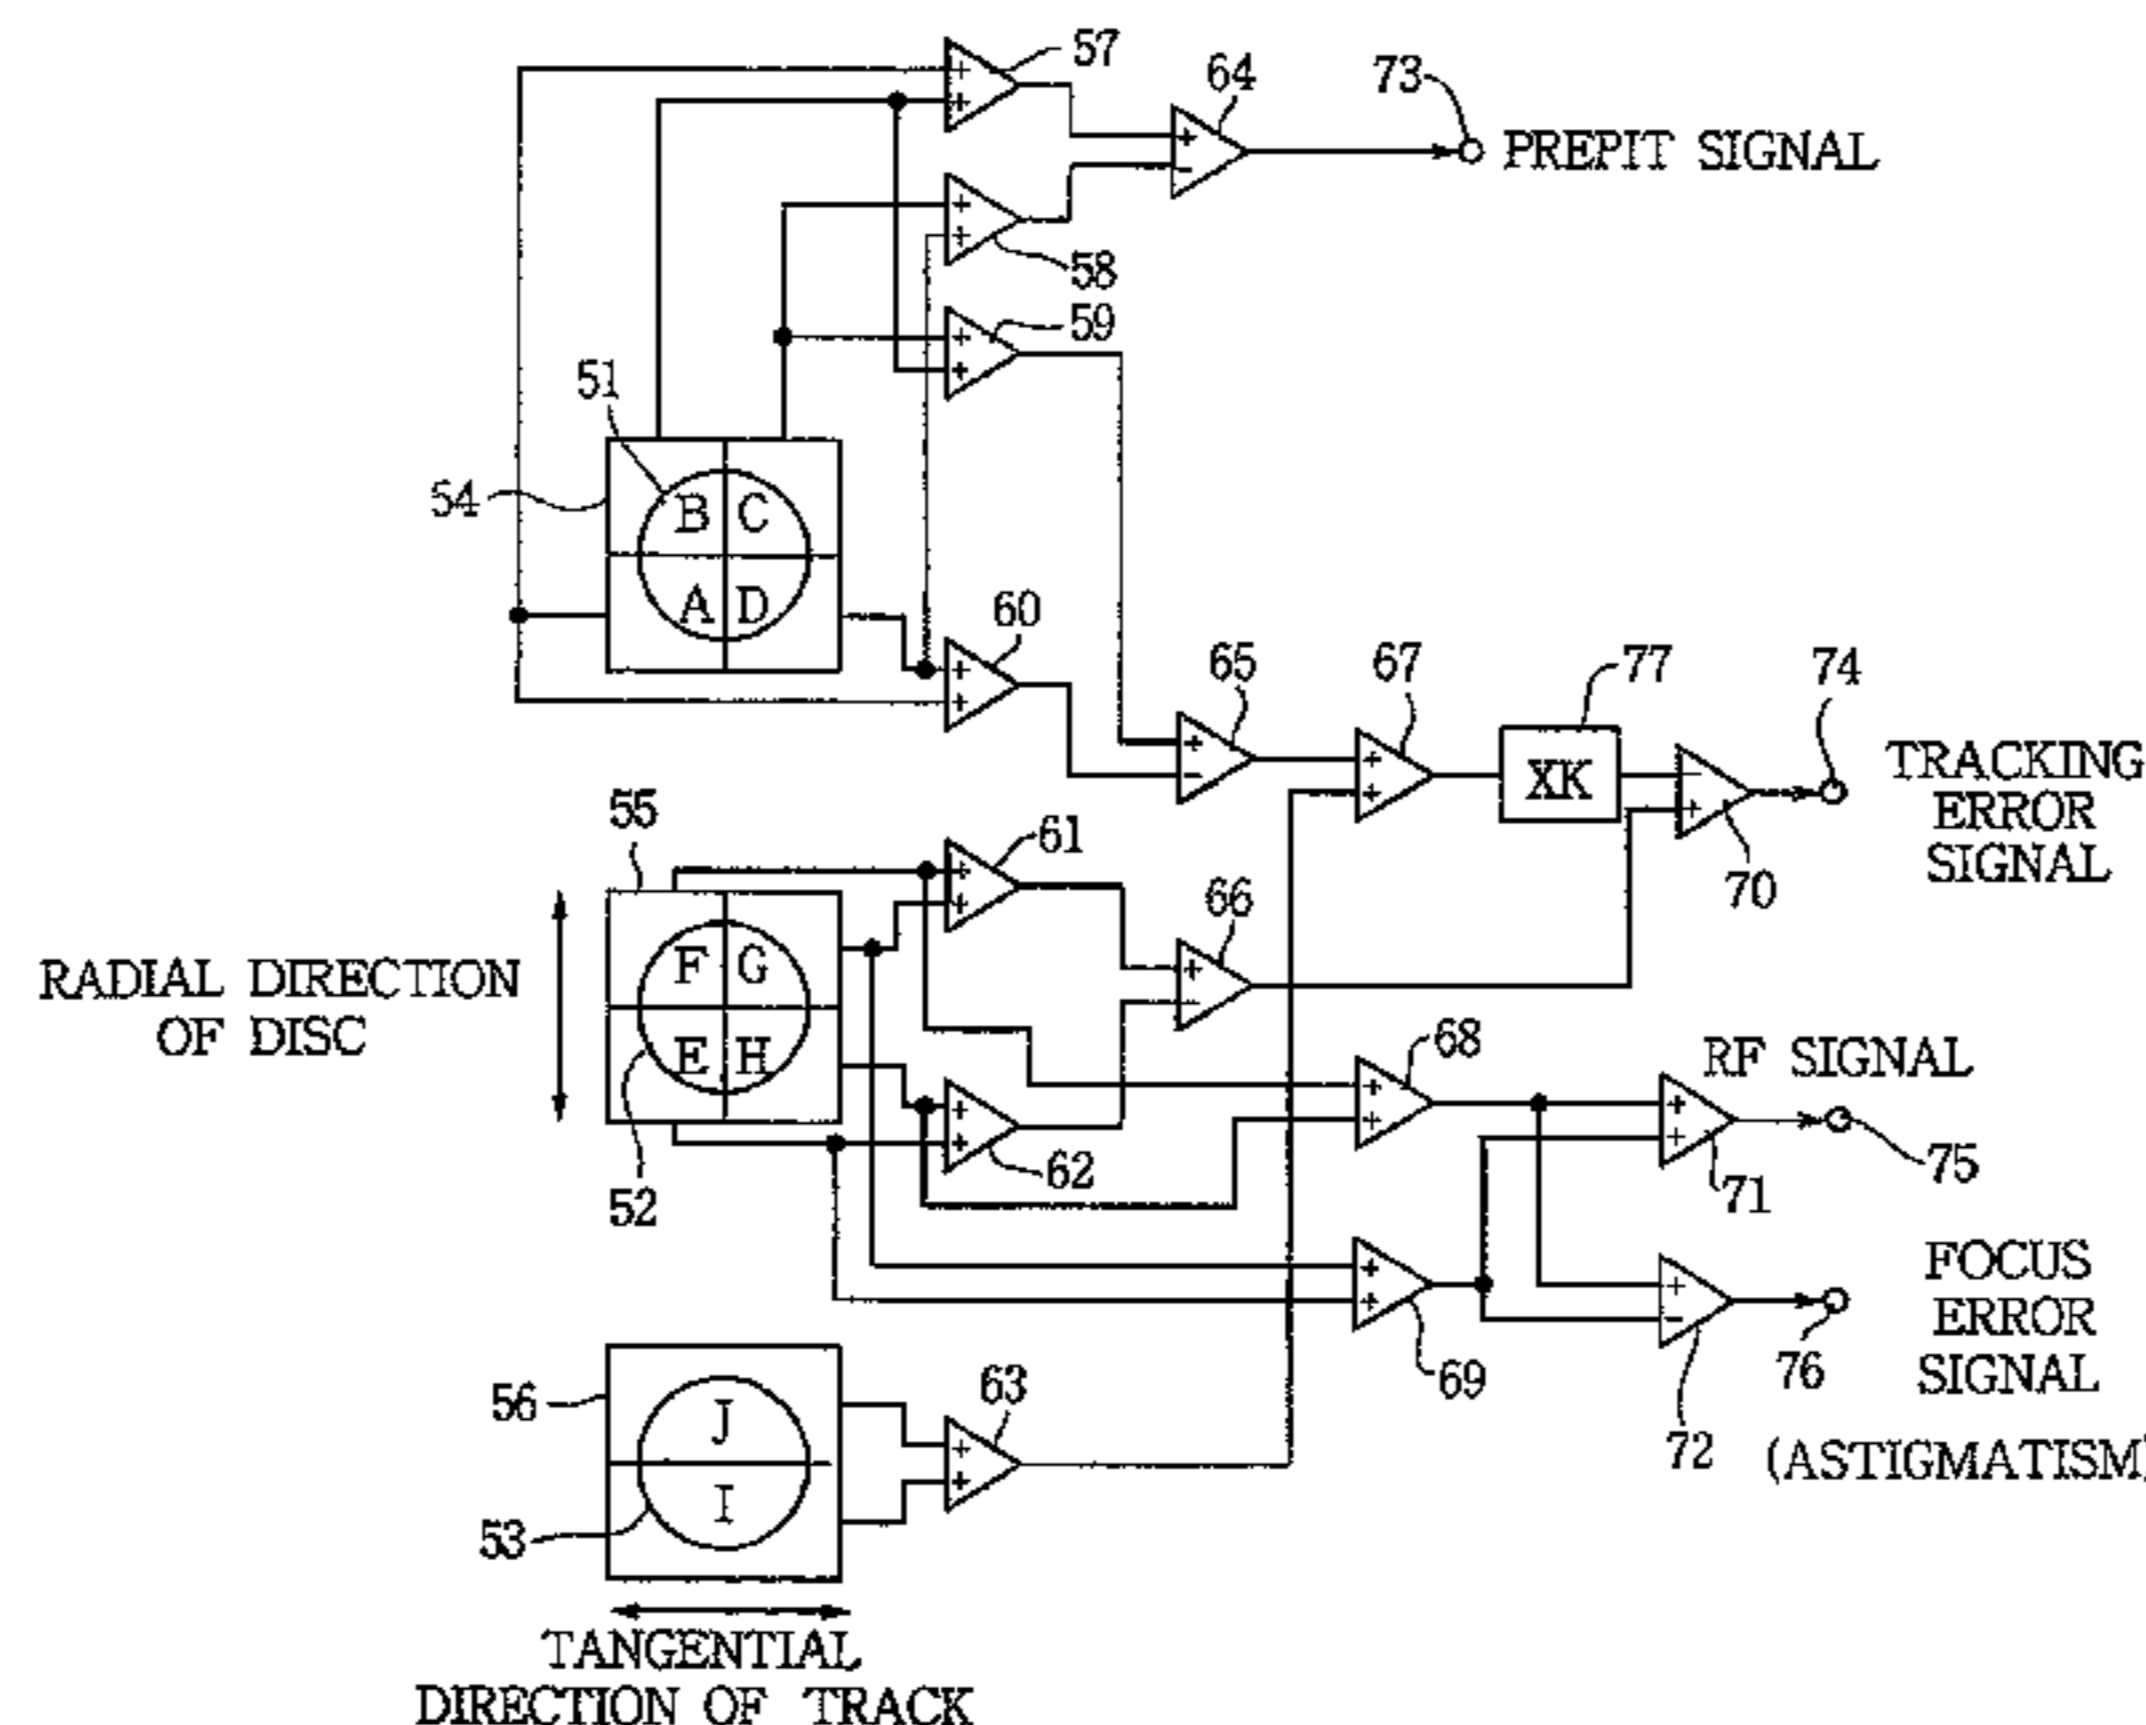 57
64
73
PREPIT SIGNAL
58
59
51
54
B C
A D
60
65
67
77
74
XK
TRACKING
ERROR
SIGNAL
70
55
61
66
RADIAL DIRECTION
OF DISC
F G
E H
52
62
68
RF SIGNAL
75
71
FOCUS
ERROR
SIGNAL
(ASTIGMATISM)
76
72
69
56
63
J
I
53
TANGENTIAL
DIRECTION OF TRACK
+
+
+
+
+
+
+
+
+
-
+
-
+
+
-
+
+
+
+
-
+
+
+
+
+
+
+
+
+
-
+
+